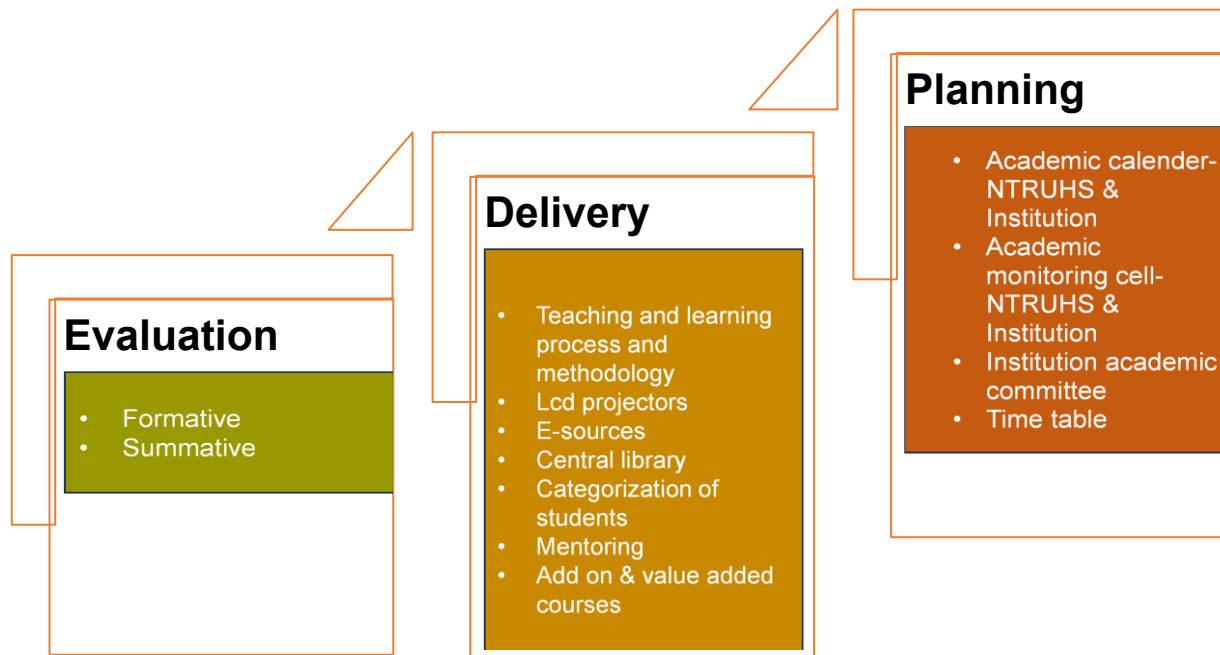 Evaluation
• Formative
• Summative
Delivery
• Teaching and learning
process and
methodology
• Lcd projectors
• E-sources
• Central library
• Categorization of
students
• Mentoring
• Add on & value added
courses
Planning
• Academic calender-
NTRUHS &
Institution
• Academic
monitoring cell-
NTRUHS &
Institution
• Institution academic
committee
• Time table